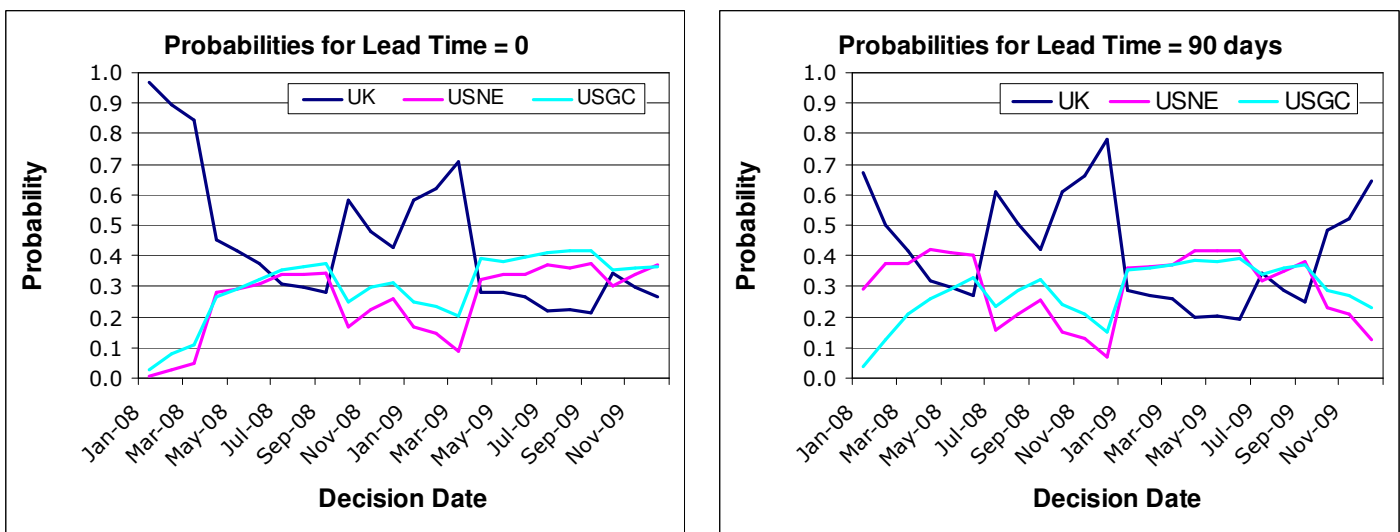 Probabilities for Lead Time = 0
UK USNE USGC
Probability
1.0
0.9
0.8
0.7
0.6
0.5
0.4
0.3
0.2
0.1
0.0
Jan-08 Mar-08 May-08 Jul-08 Sep-08 Nov-08 Jan-09 Mar-09 May-09 Jul-09 Sep-09 Nov-09
Decision Date
Probabilities for Lead Time = 90 days
UK USNE USGC
Probability
1.0
0.9
0.8
0.7
0.6
0.5
0.4
0.3
0.2
0.1
0.0
Jan-08 Mar-08 May-08 Jul-08 Sep-08 Nov-08 Jan-09 Mar-09 May-09 Jul-09 Sep-09 Nov-09
Decision Date